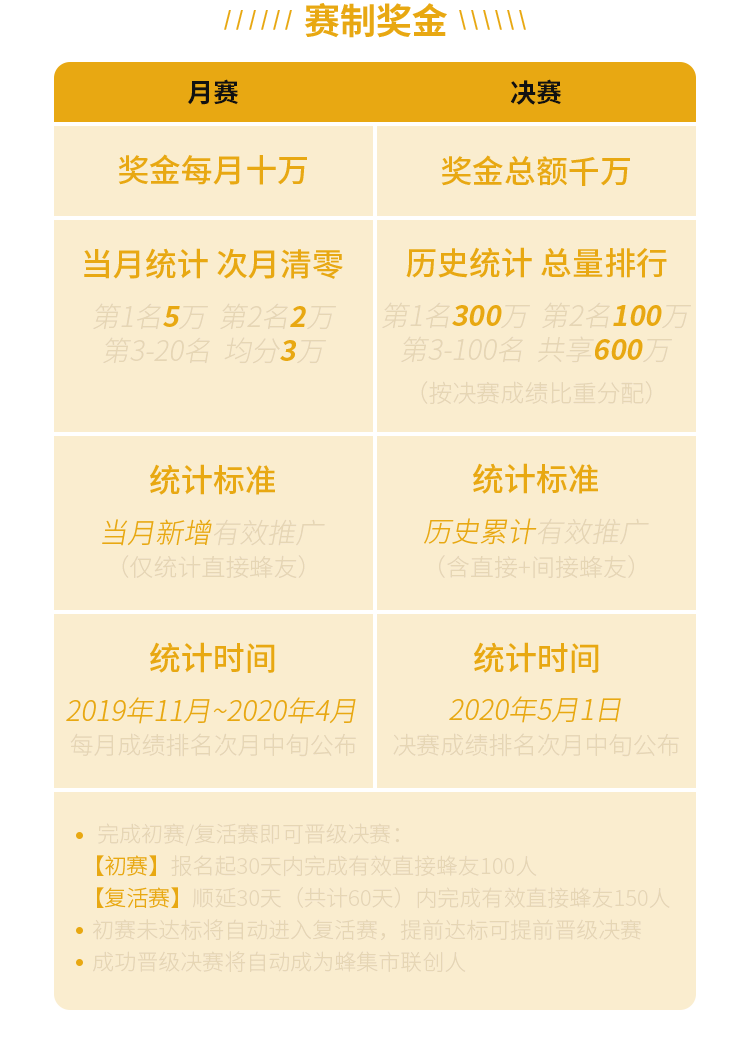 赛制奖金
月赛
决赛
奖金每月十万
奖金总额千万
当月统计 次月清零
第1名5万 第2名2万
第3-20名 均分3万
历史统计 总量排行
第1名300万 第2名100万
第3-100名 共享600万
（按决赛成绩比重分配）
统计标准
当月新增有效推广
（仅统计直接蜂友）
统计标准
历史累计有效推广
（含直接+间接蜂友）
统计时间
2019年11月~2020年4月
每月成绩排名次月中旬公布
统计时间
2020年5月1日
决赛成绩排名次月中旬公布
• 完成初赛/复活赛即可晋级决赛：
【初赛】报名起30天内完成有效直接蜂友100人
【复活赛】顺延30天（共计60天）内完成有效直接蜂友150人
• 初赛未达标将自动进入复活赛，提前达标可提前晋级决赛
• 成功晋级决赛将自动成为蜂集市联创人